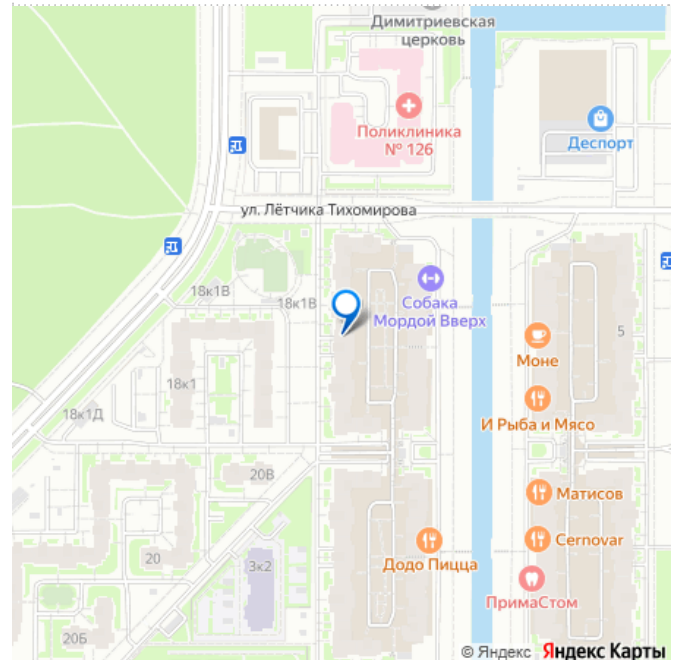 Димитриевская
церковь
Поликлиника
№ 126
Деспорт
ул. Лётчика Тихомирова
18к1В
18к1В
Собака
Мордой Вверх
5
Моне
18к1
И Рыба и Мясо
18к1Д
20В
Матисов
Cernovar
20
3к2
Додо Пицца
ПримаСтом
20Б
© Яндекс Яндекс Карты